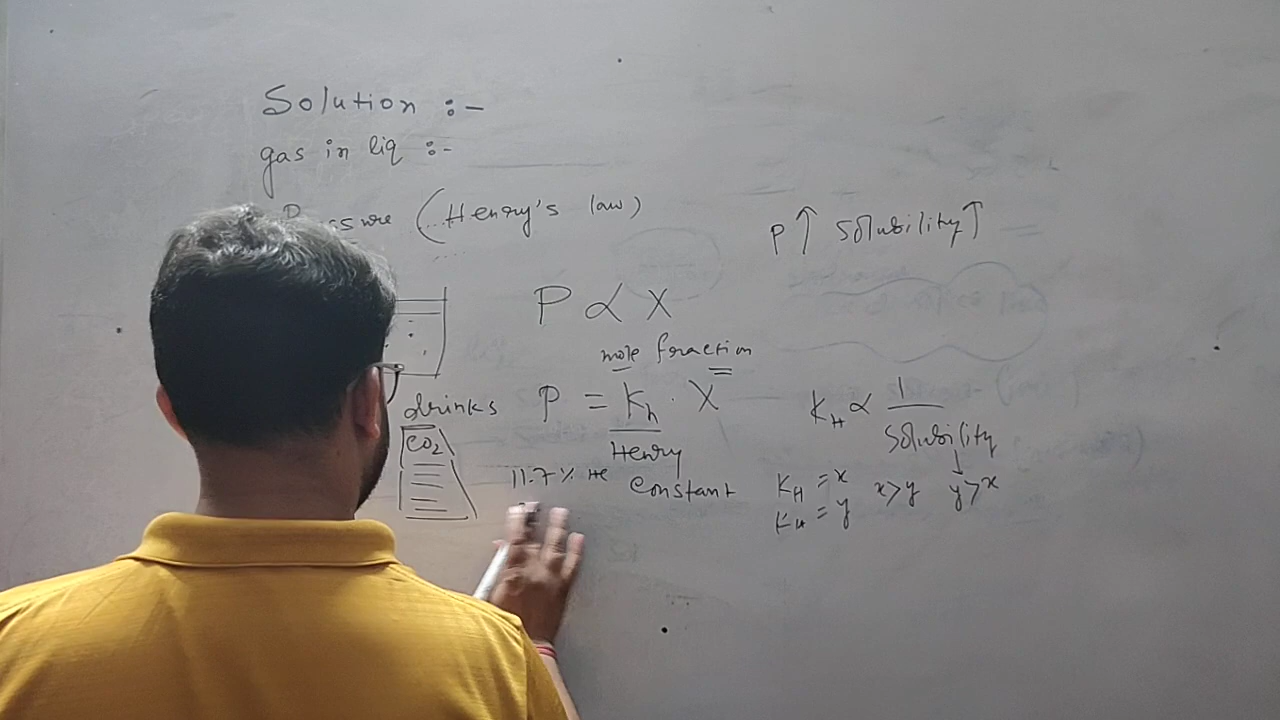 Solution :-
gas in liq :-
(Henry's law)
P ↑ solubility ↑
P ∝ X
mole fraction
drinks
P = Kh . X
KH ∝ 1/solubility
CO2
Henry
Constant
11.7 % He
KH = x x>y y>x
KH = y